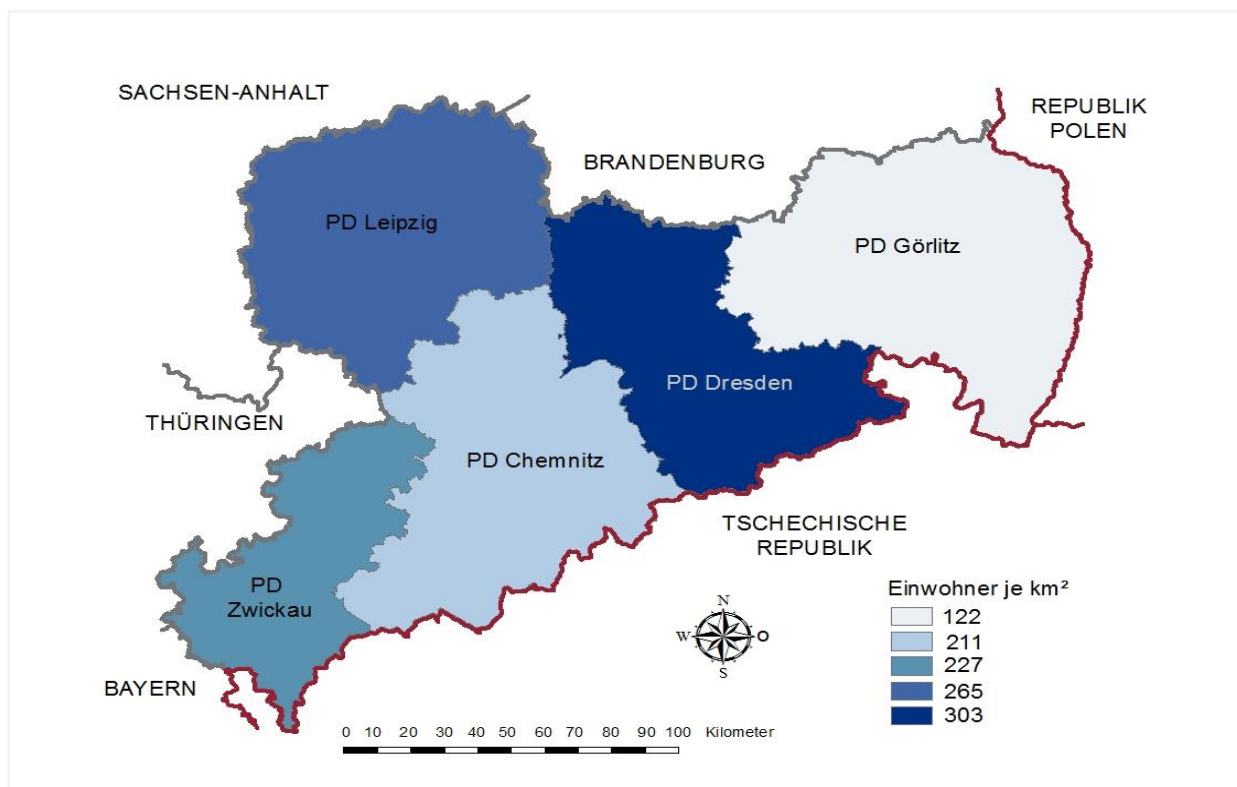 SACHSEN-ANHALT
REPUBLIK
POLEN
BRANDENBURG
PD Leipzig
PD Görlitz
PD Dresden
THÜRINGEN
PD Chemnitz
TSCHECHISCHE
REPUBLIK
PD
Zwickau
BAYERN
Einwohner je km²
122
211
227
265
303
N
W O
S
0 10 20 30 40 50 60 70 80 90 100 Kilometer